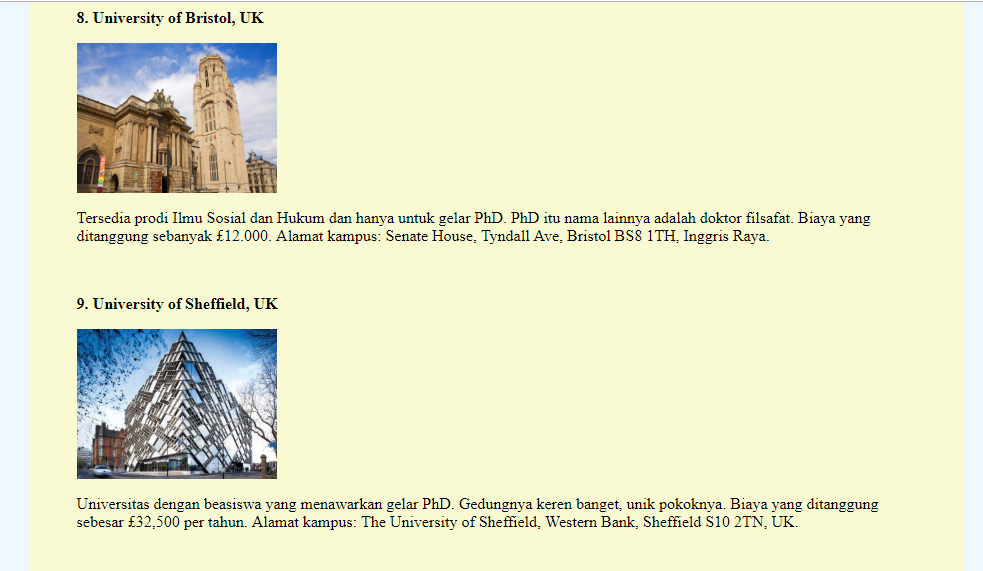 8. University of Bristol, UK
Tersedia prodi Ilmu Sosial dan Hukum dan hanya untuk gelar PhD. PhD itu nama lainnya adalah doktor filsafat. Biaya yang
ditanggung sebanyak £12.000. Alamat kampus: Senate House, Tyndall Ave, Bristol BS8 1TH, Inggris Raya.
9. University of Sheffield, UK
Universitas dengan beasiswa yang menawarkan gelar PhD. Gedungnya keren banget, unik pokoknya. Biaya yang ditanggung
sebesar £32,500 per tahun. Alamat kampus: The University of Sheffield, Western Bank, Sheffield S10 2TN, UK.